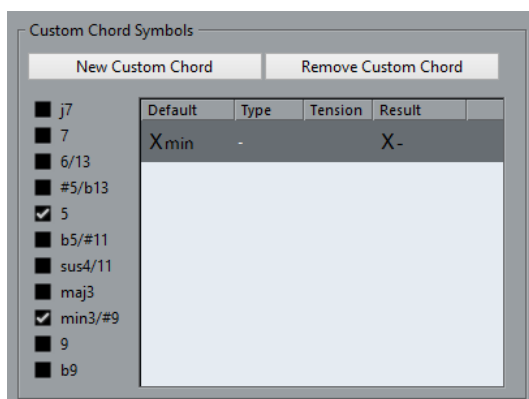 Custom Chord Symbols
New Custom Chord Remove Custom Chord
j7
7
6/13
#5/b13
5
b5/#11
sus4/11
maj3
min3/#9
9
b9
Default Type Tension Result
Xmin - X-